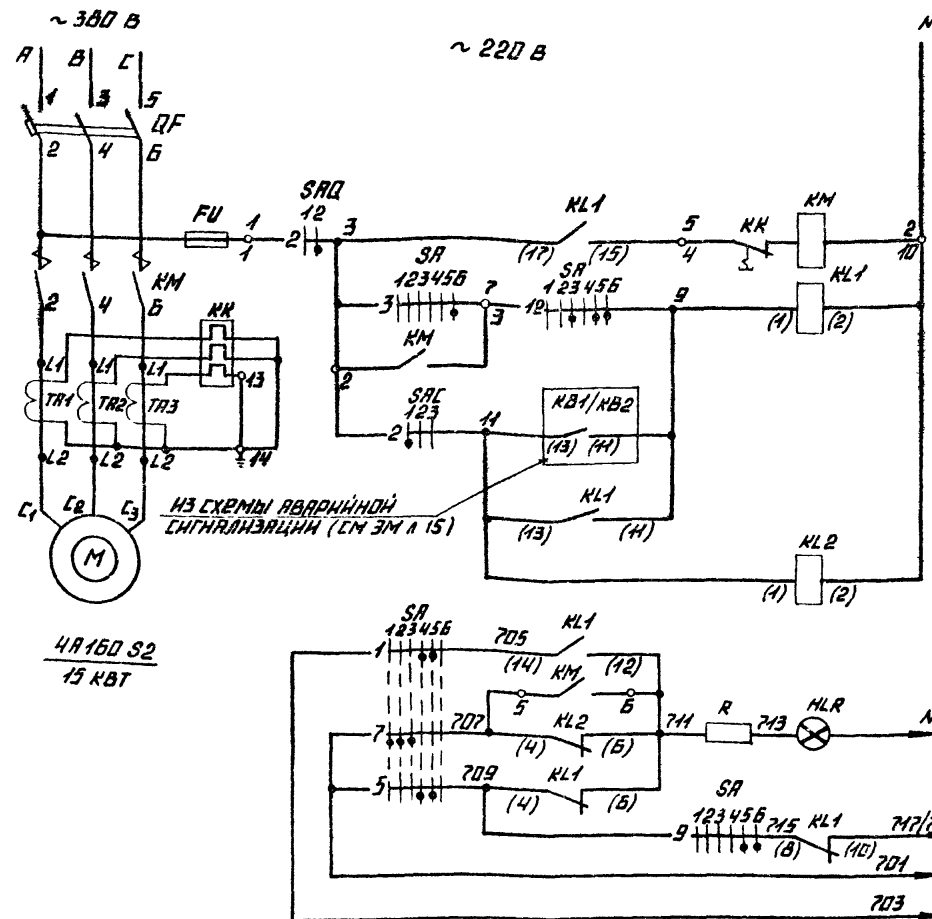 ~ 380 В
~ 220 В
N
A B C
1 3 5
QF
2 4 6
FU
1
1
SAQ
12
2
3
KL1
(17) (15)
5
4
KK
KM
2
10
SA
123456
3
7
3
SA
123456
12
9
KL1
(1) (2)
KM
2 4 6
KM
KK
2
L1 L1 L1
13
TA1 TA2 TA3
L2 L2 L2
14
SAC
123
2
11
KB1/KB2
(13) (11)
ИЗ СХЕМЫ АВАРИЙНОЙ
СИГНАЛИЗАЦИИ (СМ ЭМ Л 15)
KL1
(13) (11)
C1 C2 C3
M
KL2
(1) (2)
4А160 S2
15 КВТ
SA
123456
1
705
KL1
(14) (12)
KM
5 6
7
707
KL2
(4) (6)
711
R
713
HLR
N
5
709
KL1
(4) (6)
SA
123456
9
715
KL1
(8) (10)
717/
701
703